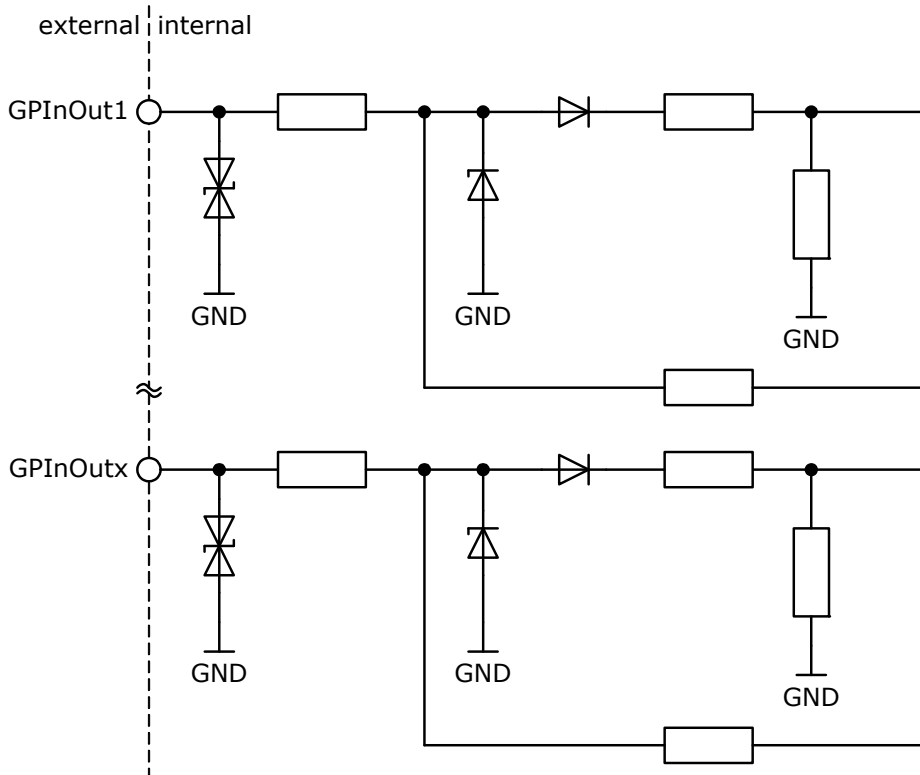 external internal
GPInOut1
GND
GND
GND
GPInOutx
GND
GND
GND